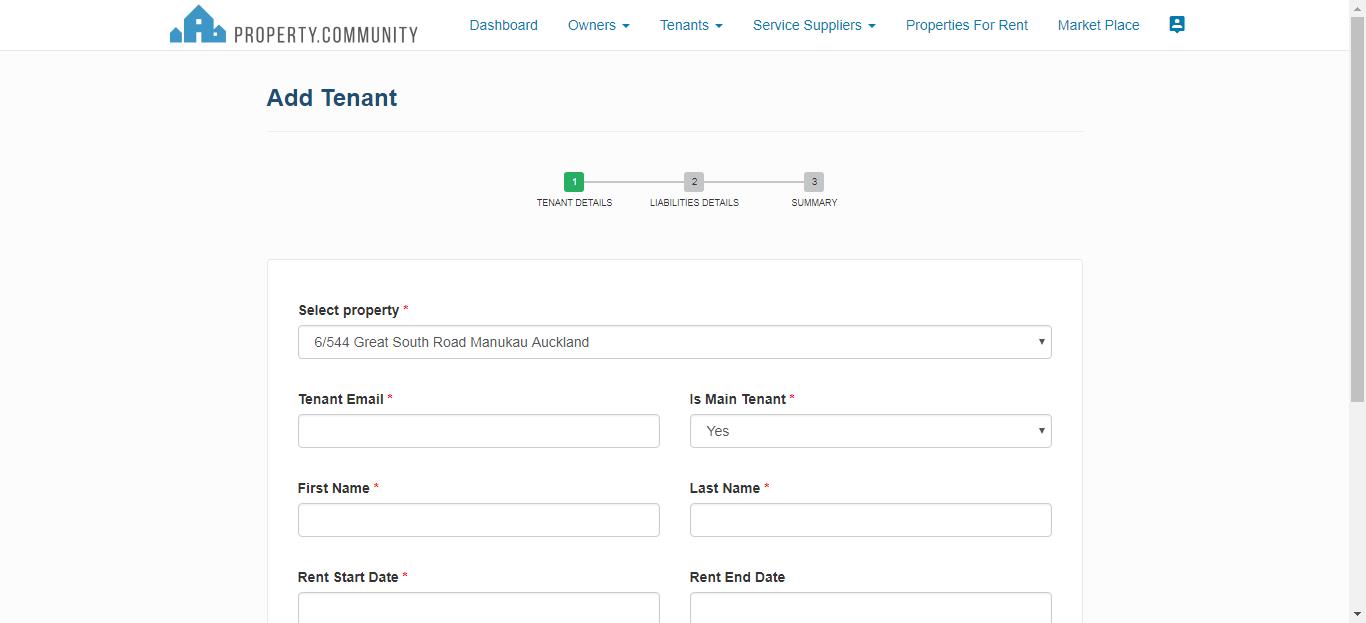 PROPERTY.COMMUNITY Dashboard Owners Tenants Service Suppliers Properties For Rent Market Place
Add Tenant
1 2 3
TENANT DETAILS LIABILITIES DETAILS SUMMARY
Select property *
6/544 Great South Road Manukau Auckland
Tenant Email * Is Main Tenant *
Yes
First Name * Last Name *
Rent Start Date * Rent End Date